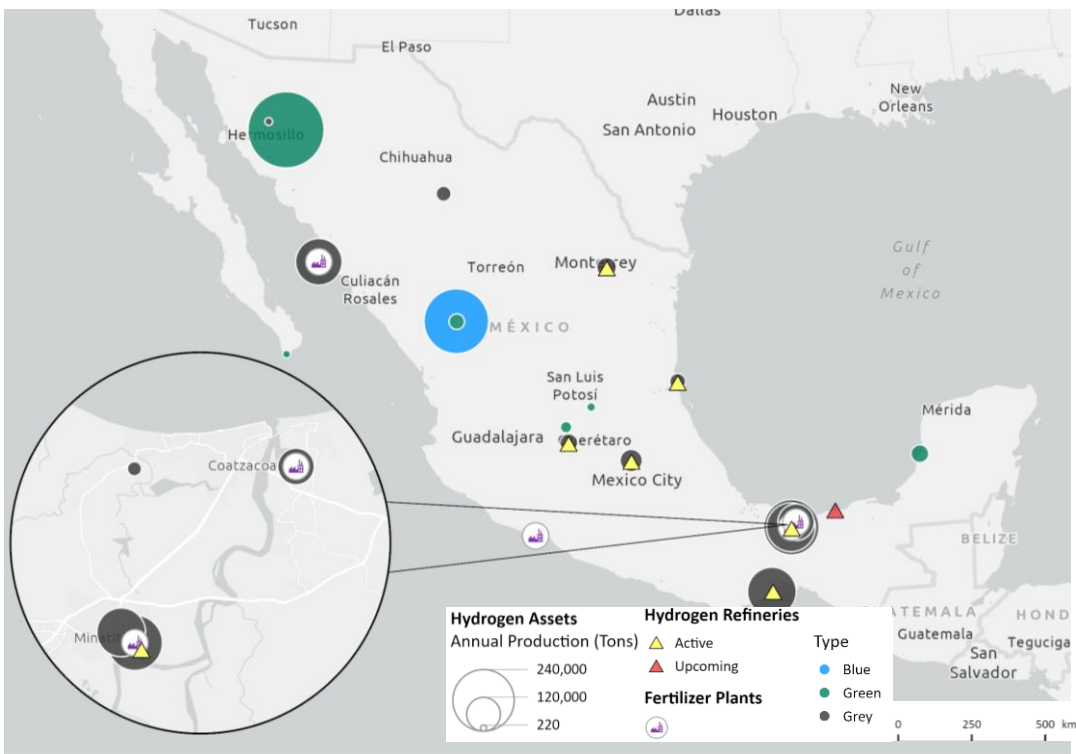 Dallas
Tucson
El Paso
New
Orleans
Austin
Houston
San Antonio
Hermosillo
Chihuahua
Gulf
of
Mexico
Torreón
Monterrey
Culiacán
Rosales
MÉXICO
San Luis
Potosí
Mérida
Guadalajara
Querétaro
Mexico City
Coatzacoa
BELIZE
Minatit
ATEMALA
HOND
Guatemala
Teguciga
San
Salvador
Hydrogen Assets
Annual Production (Tons)
240,000
120,000
220
Hydrogen Refineries
Active
Upcoming
Fertilizer Plants
Type
Blue
Green
Grey
0 250 500 km